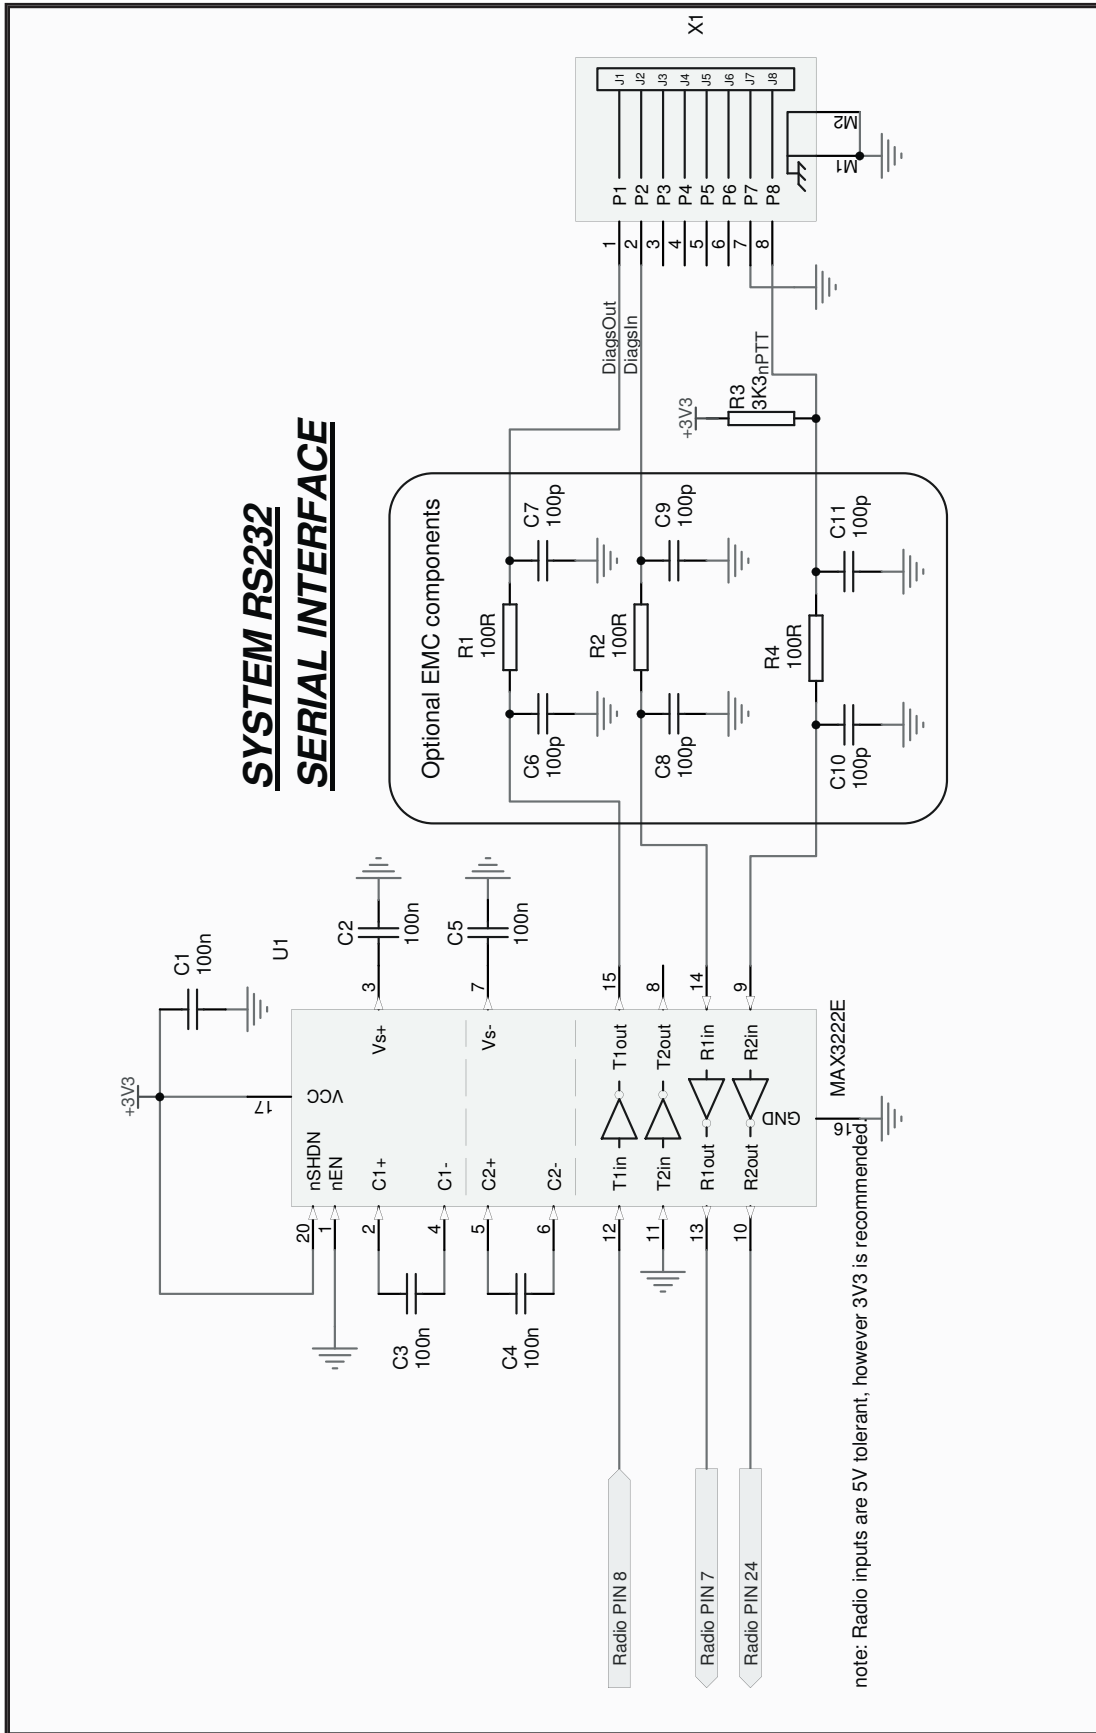 SYSTEM RS232
SERIAL INTERFACE
+3V3
C1
100n
U1
17
VCC
20
nSHDN
1
nEN
2
C1+
4
C1-
5
C2+
6
C2-
C3
100n
C4
100n
Vs+
3
C2
100n
Vs-
7
C5
100n
12
T1in
T1out
15
11
T2in
T2out
8
13
R1out
R1in
14
10
R2out
R2in
9
GND
16
MAX3222E
Radio PIN 8
Radio PIN 7
Radio PIN 24
note: Radio inputs are 5V tolerant, however 3V3 is recommended.
Optional EMC components
R1
100R
C6
100p
C7
100p
R2
100R
C8
100p
C9
100p
R4
100R
C10
100p
C11
100p
+3V3
R3
3K3
nPTT
DiagsOut
DiagsIn
1
2
3
4
5
6
7
8
P1
P2
P3
P4
P5
P6
P7
P8
J1
J2
J3
J4
J5
J6
J7
J8
M1
M2
X1